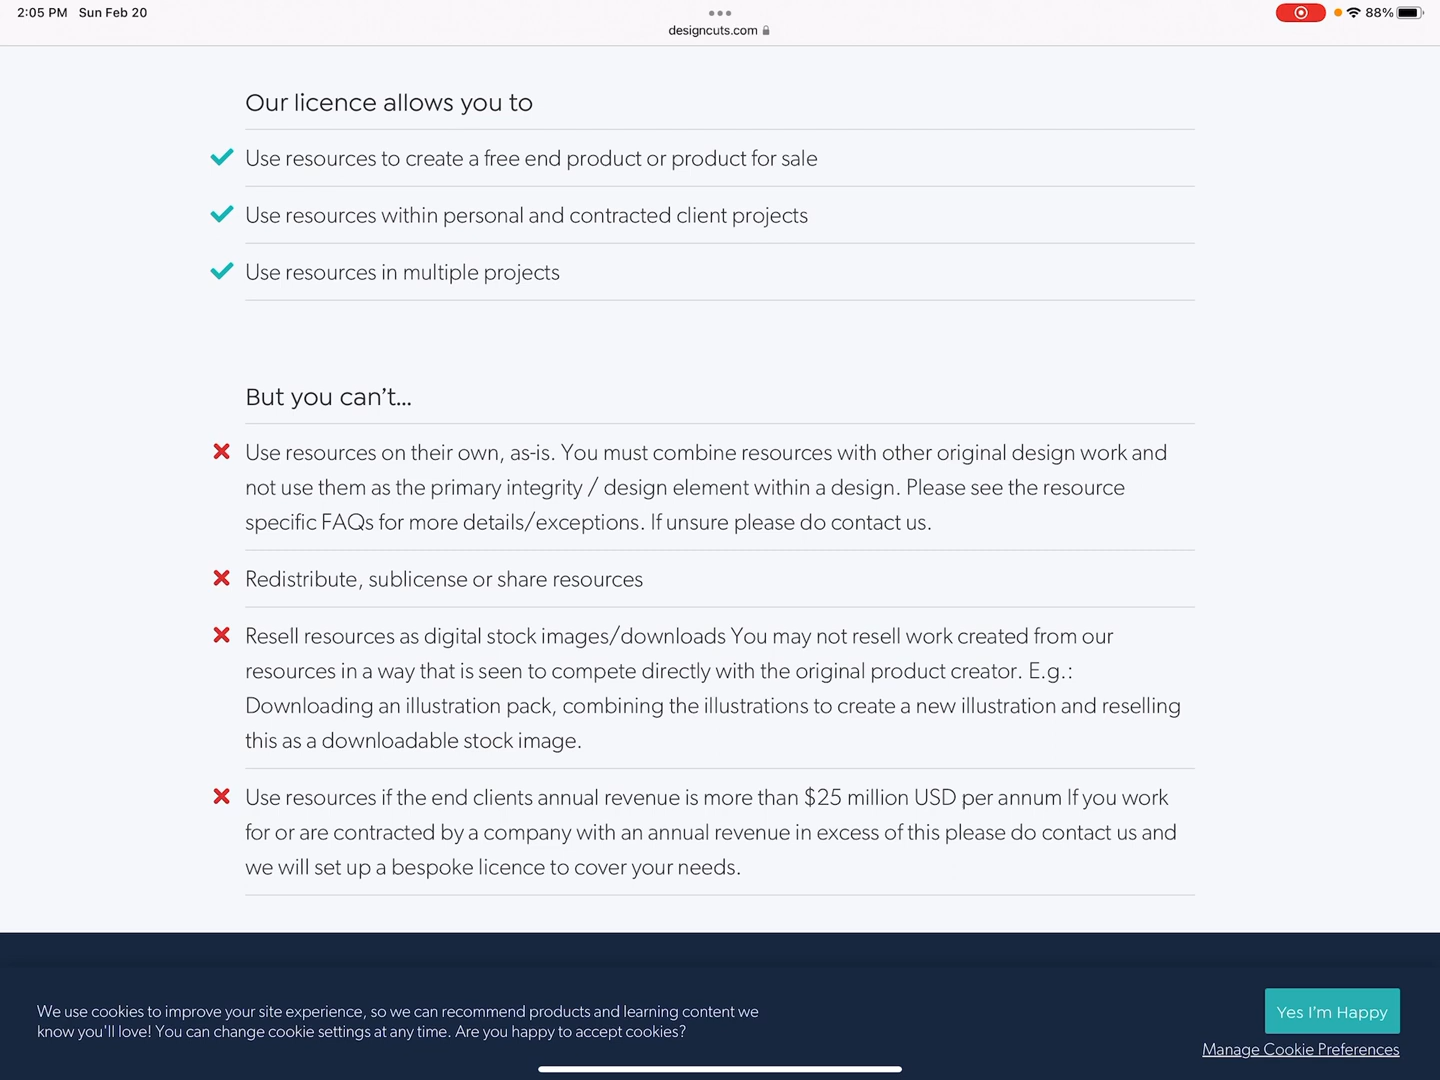 2:05 PM Sun Feb 20
designcuts.com
88%
Our licence allows you to
Use resources to create a free end product or product for sale
Use resources within personal and contracted client projects
Use resources in multiple projects
But you can’t...
Use resources on their own, as-is. You must combine resources with other original design work and
not use them as the primary integrity / design element within a design. Please see the resource
specific FAQs for more details/exceptions. If unsure please do contact us.
Redistribute, sublicense or share resources
Resell resources as digital stock images/downloads You may not resell work created from our
resources in a way that is seen to compete directly with the original product creator. E.g.:
Downloading an illustration pack, combining the illustrations to create a new illustration and reselling
this as a downloadable stock image.
Use resources if the end clients annual revenue is more than $25 million USD per annum If you work
for or are contracted by a company with an annual revenue in excess of this please do contact us and
we will set up a bespoke licence to cover your needs.
We use cookies to improve your site experience, so we can recommend products and learning content we
know you'll love! You can change cookie settings at any time. Are you happy to accept cookies?
Yes I’m Happy
Manage Cookie Preferences